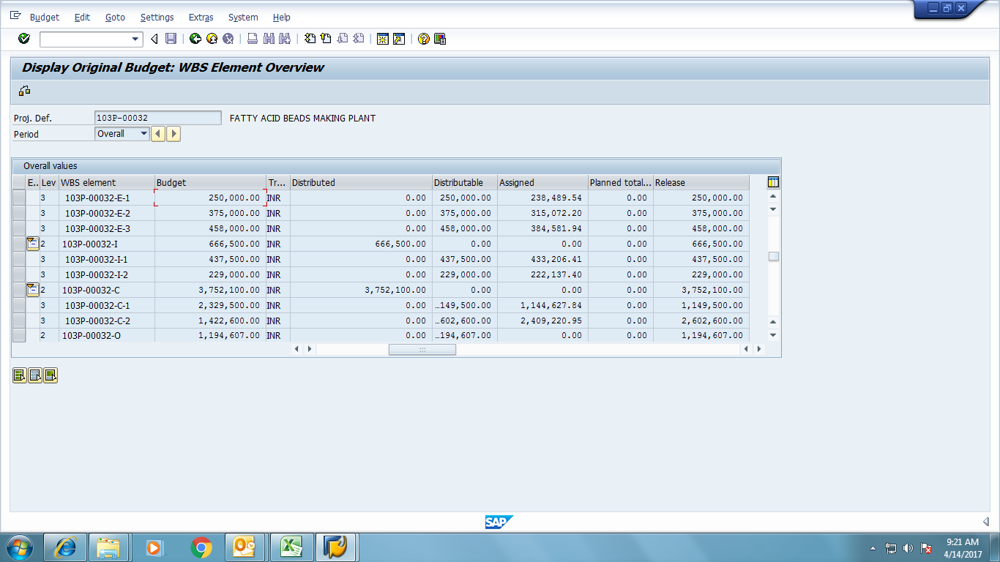 Budget Edit Goto Settings Extras System Help
Display Original Budget: WBS Element Overview
Proj. Def. 103P-00032 FATTY ACID BEADS MAKING PLANT
Period Overall
Overall values
E.. Lev WBS element Budget Tr... Distributed Distributable Assigned Planned total... Release
3 103P-00032-E-1 250,000.00 INR 0.00 250,000.00 238,489.54 0.00 250,000.00
3 103P-00032-E-2 375,000.00 INR 0.00 375,000.00 315,072.20 0.00 375,000.00
3 103P-00032-E-3 458,000.00 INR 0.00 458,000.00 384,581.94 0.00 458,000.00
2 103P-00032-I 666,500.00 INR 666,500.00 0.00 0.00 0.00 666,500.00
3 103P-00032-I-1 437,500.00 INR 0.00 437,500.00 433,206.41 0.00 437,500.00
3 103P-00032-I-2 229,000.00 INR 0.00 229,000.00 222,137.40 0.00 229,000.00
2 103P-00032-C 3,752,100.00 INR 3,752,100.00 0.00 0.00 0.00 3,752,100.00
3 103P-00032-C-1 2,329,500.00 INR 0.00 ...149,500.00 1,144,627.84 0.00 1,149,500.00
3 103P-00032-C-2 1,422,600.00 INR 0.00 ...602,600.00 2,409,220.95 0.00 2,602,600.00
2 103P-00032-O 1,194,607.00 INR 0.00 ...194,607.00 0.00 0.00 1,194,607.00
SAP
9:21 AM
4/14/2017